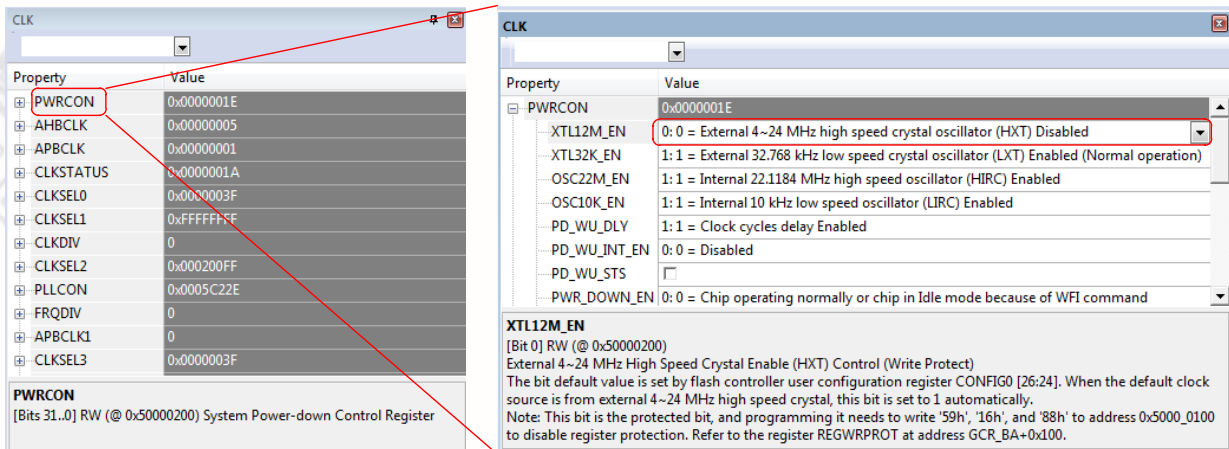 CLK
Property Value
PWRCON 0x0000001E
AHBCLK 0x00000005
APBCLK 0x00000001
CLKSTATUS 0x0000001A
CLKSEL0 0x0000003F
CLKSEL1 0xFFFFFFFF
CLKDIV 0
CLKSEL2 0x000200FF
PLLCON 0x0005C22E
FRQDIV 0
APBCLK1 0
CLKSEL3 0x0000003F
PWRCON
[Bits 31..0] RW (@ 0x50000200) System Power-down Control Register
CLK
Property Value
PWRCON 0x0000001E
XTL12M_EN 0: 0 = External 4~24 MHz high speed crystal oscillator (HXT) Disabled
XTL32K_EN 1: 1 = External 32.768 kHz low speed crystal oscillator (LXT) Enabled (Normal operation)
OSC22M_EN 1: 1 = Internal 22.1184 MHz high speed oscillator (HIRC) Enabled
OSC10K_EN 1: 1 = Internal 10 kHz low speed oscillator (LIRC) Enabled
PD_WU_DLY 1: 1 = Clock cycles delay Enabled
PD_WU_INT_EN 0: 0 = Disabled
PD_WU_STS
PWR_DOWN_EN 0: 0 = Chip operating normally or chip in Idle mode because of WFI command
XTL12M_EN
[Bit 0] RW (@ 0x50000200)
External 4~24 MHz High Speed Crystal Enable (HXT) Control (Write Protect)
The bit default value is set by flash controller user configuration register CONFIG0 [26:24]. When the default clock
source is from external 4~24 MHz high speed crystal, this bit is set to 1 automatically.
Note: This bit is the protected bit, and programming it needs to write '59h', '16h', and '88h' to address 0x5000_0100
to disable register protection. Refer to the register REGWRPROT at address GCR_BA+0x100.